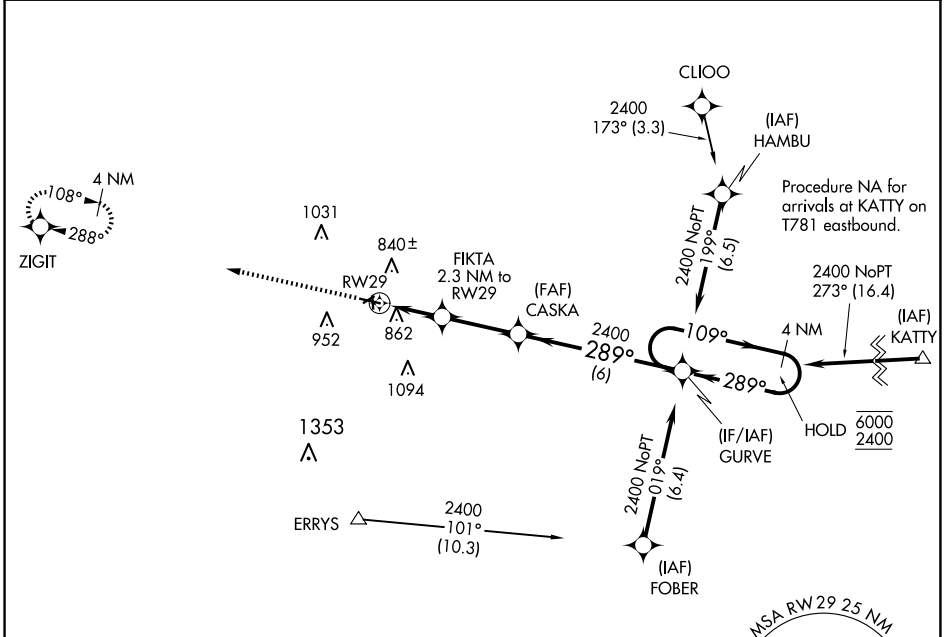 CLIOO
2400
173° (3.3)
(IAF)
HAMBU
4 NM
108°
288°
ZIGIT
Procedure NA for
arrivals at KATTY on
T781 eastbound.
1031
840±
2400 NoPT
199°
(6.5)
FIKTA
2.3 NM to
RW29
RW29
(FAF)
CASKA
2400 NoPT
273° (16.4)
(IAF)
KATTY
952
862
2400
289°
(6)
109°
4 NM
289°
1094
HOLD
6000
2400
(IF/IAF)
GURVE
1353
2400 NoPT
019°
(6.4)
ERRYS
2400
101°
(10.3)
(IAF)
FOBER
MSA RW29 25 NM